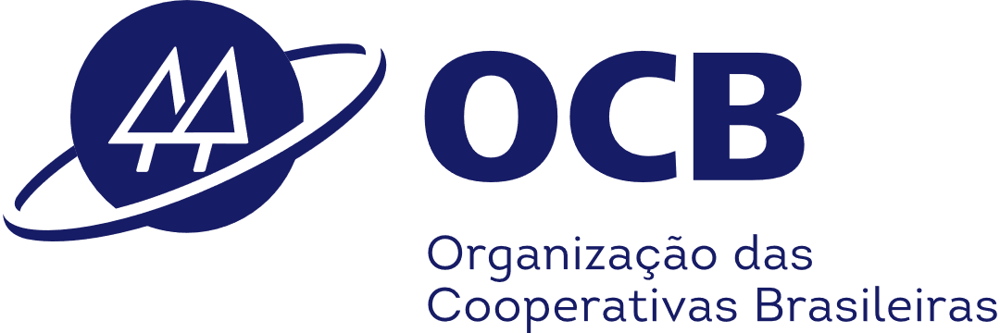 OCB
Organização das
Cooperativas Brasileiras